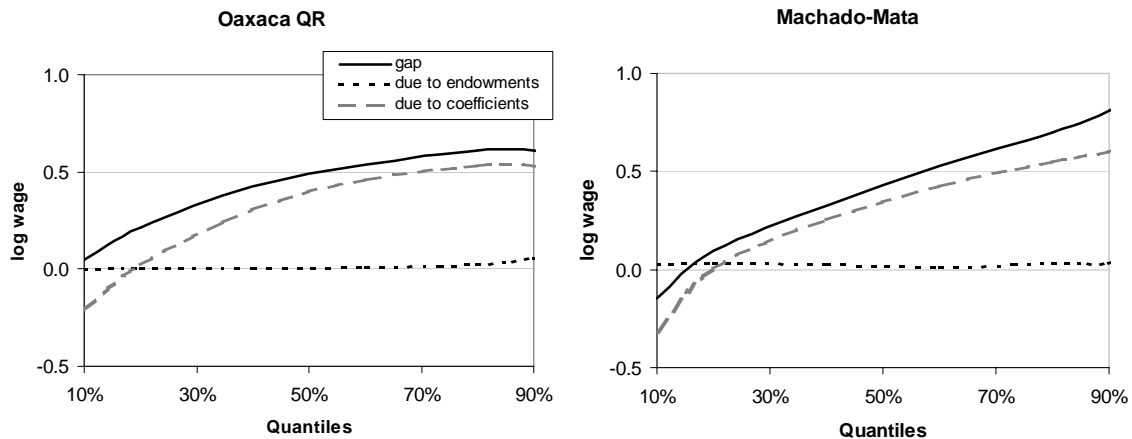 Oaxaca QR
gap
due to endowments
due to coefficients
1.0
0.5
0.0
-0.5
log wage
10% 30% 50% 70% 90%
Quantiles
Machado-Mata
1.0
0.5
0.0
-0.5
log wage
10% 30% 50% 70% 90%
Quantiles